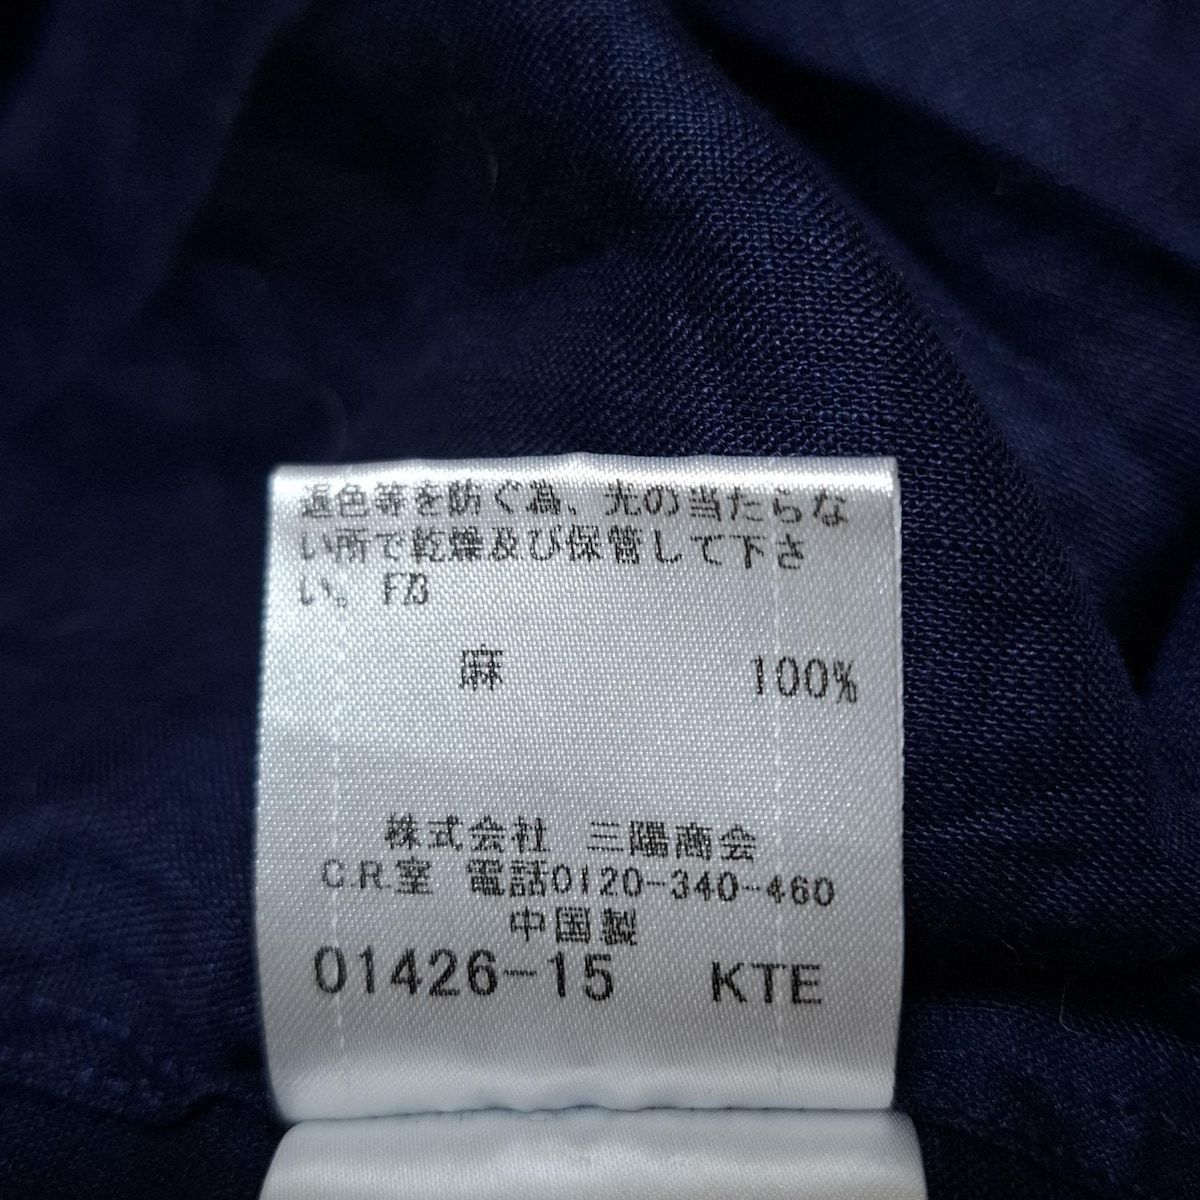 退色等を防ぐ為、光の当たらな
い所で乾燥及び保管して下さ
い。 F73
麻 100%
株式会社 三陽商会
C.R.室 電話0120-340-460
中国製
01426-15 KTE